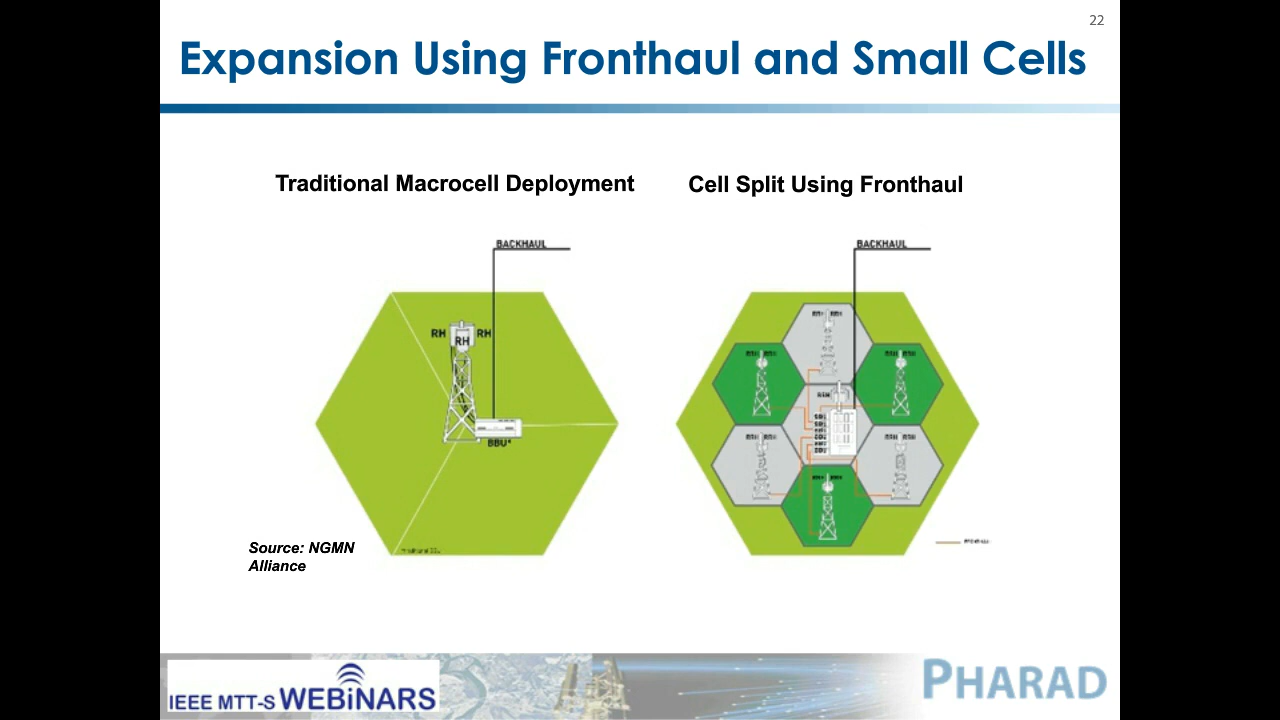 22
Expansion Using Fronthaul and Small Cells
Traditional Macrocell Deployment
Cell Split Using Fronthaul
BACKHAUL
RH RH RH
BBU*
BACKHAUL
Source: NGMN
Alliance
IEEE MTT-S WEBiNARS
PHARAD